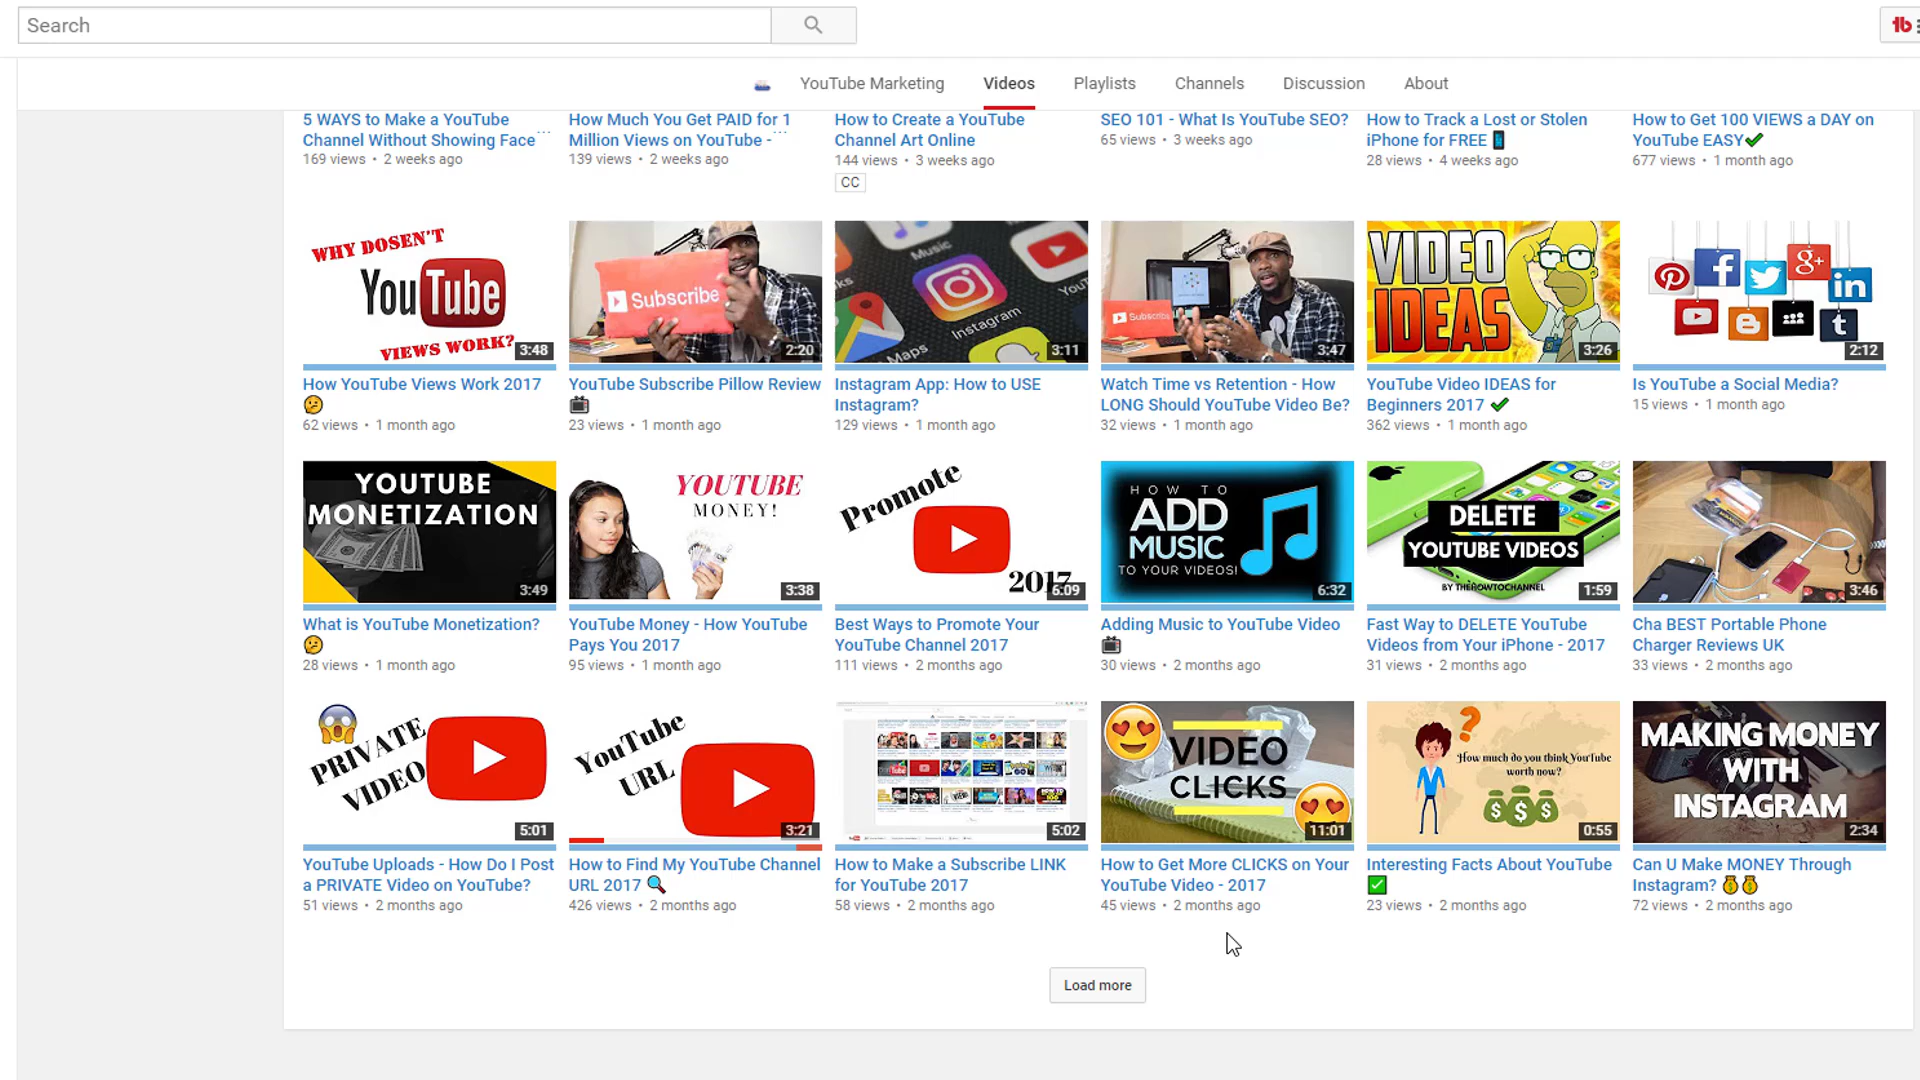 Search
YouTube Marketing Videos Playlists Channels Discussion About
5 WAYS to Make a YouTube
Channel Without Showing Face ...
169 views • 2 weeks ago
How Much You Get PAID for 1
Million Views on YouTube - ...
139 views • 2 weeks ago
How to Create a YouTube
Channel Art Online
144 views • 3 weeks ago
CC
SEO 101 - What Is YouTube SEO?
65 views • 3 weeks ago
How to Track a Lost or Stolen
iPhone for FREE
28 views • 4 weeks ago
How to Get 100 VIEWS a DAY on
YouTube EASY
677 views • 1 month ago
WHY DOSEN'T
YouTube
VIEWS WORK?
3:48
How YouTube Views Work 2017
62 views • 1 month ago
Subscribe
2:20
YouTube Subscribe Pillow Review
23 views • 1 month ago
Music
Instagram
Maps
3:11
Instagram App: How to USE
Instagram?
129 views • 1 month ago
Subscribe
3:47
Watch Time vs Retention - How
LONG Should YouTube Video Be?
32 views • 1 month ago
VIDEO
IDEAS
3:26
YouTube Video IDEAS for
Beginners 2017
362 views • 1 month ago
g+
in
2:12
Is YouTube a Social Media?
15 views • 1 month ago
YOUTUBE
MONETIZATION
3:49
What is YouTube Monetization?
28 views • 1 month ago
YOUTUBE
MONEY!
3:38
YouTube Money - How YouTube
Pays You 2017
95 views • 1 month ago
Promote
2017
6:09
Best Ways to Promote Your
YouTube Channel 2017
111 views • 2 months ago
HOW TO
ADD
MUSIC
TO YOUR VIDEOS!
6:32
Adding Music to YouTube Video
30 views • 2 months ago
DELETE
YOUTUBE VIDEOS
BY THEHOWTOCHANNEL
1:59
Fast Way to DELETE YouTube
Videos from Your iPhone - 2017
31 views • 2 months ago
3:46
Cha BEST Portable Phone
Charger Reviews UK
33 views • 2 months ago
PRIVATE
VIDEO
5:01
YouTube Uploads - How Do I Post
a PRIVATE Video on YouTube?
51 views • 2 months ago
YouTube
URL
3:21
How to Find My YouTube Channel
URL 2017
426 views • 2 months ago
5:02
How to Make a Subscribe LINK
for YouTube 2017
58 views • 2 months ago
VIDEO
CLICKS
11:01
How to Get More CLICKS on Your
YouTube Video - 2017
45 views • 2 months ago
How much do you think YouTube
worth now?
0:55
Interesting Facts About YouTube
23 views • 2 months ago
MAKING MONEY
WITH
INSTAGRAM
2:34
Can U Make MONEY Through
Instagram?
72 views • 2 months ago
Load more